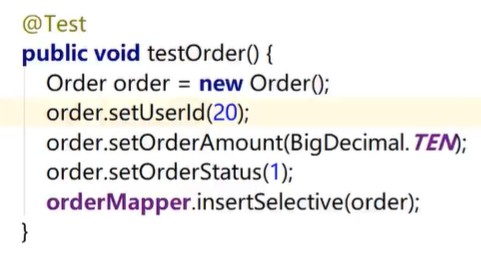 @Test
public void testOrder() {
    Order order = new Order();
    order.setUserId(20);
    order.setOrderAmount(BigDecimal.TEN);
    order.setOrderStatus(1);
    orderMapper.insertSelective(order);
}